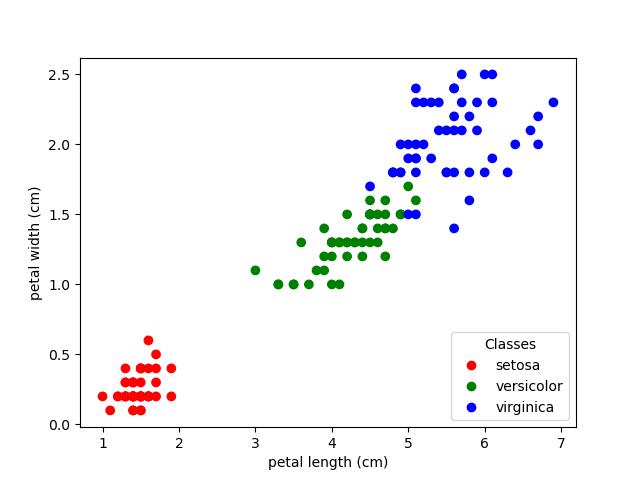 2.5
2.0
1.5
1.0
0.5
0.0
petal width (cm)
Classes
setosa
versicolor
virginica
1 2 3 4 5 6 7
petal length (cm)